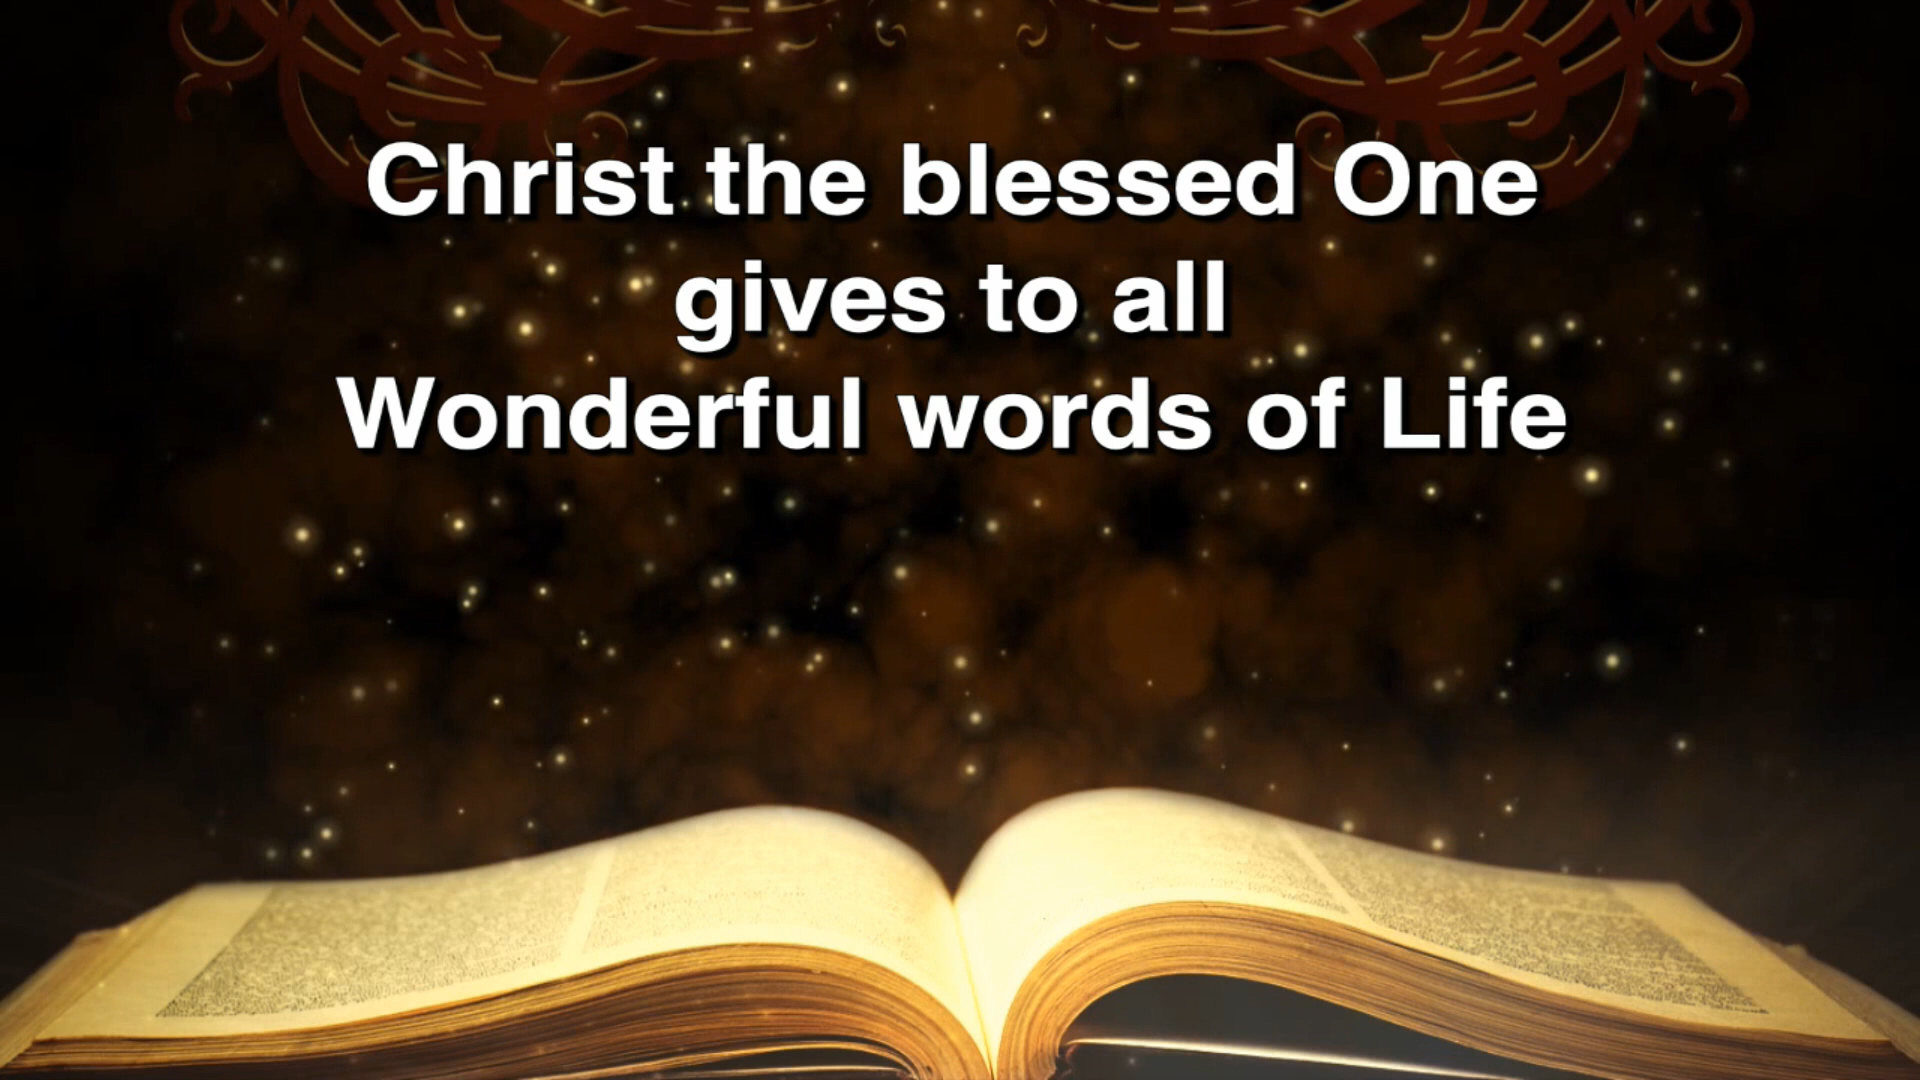 Christ the blessed One
gives to all
Wonderful words of Life